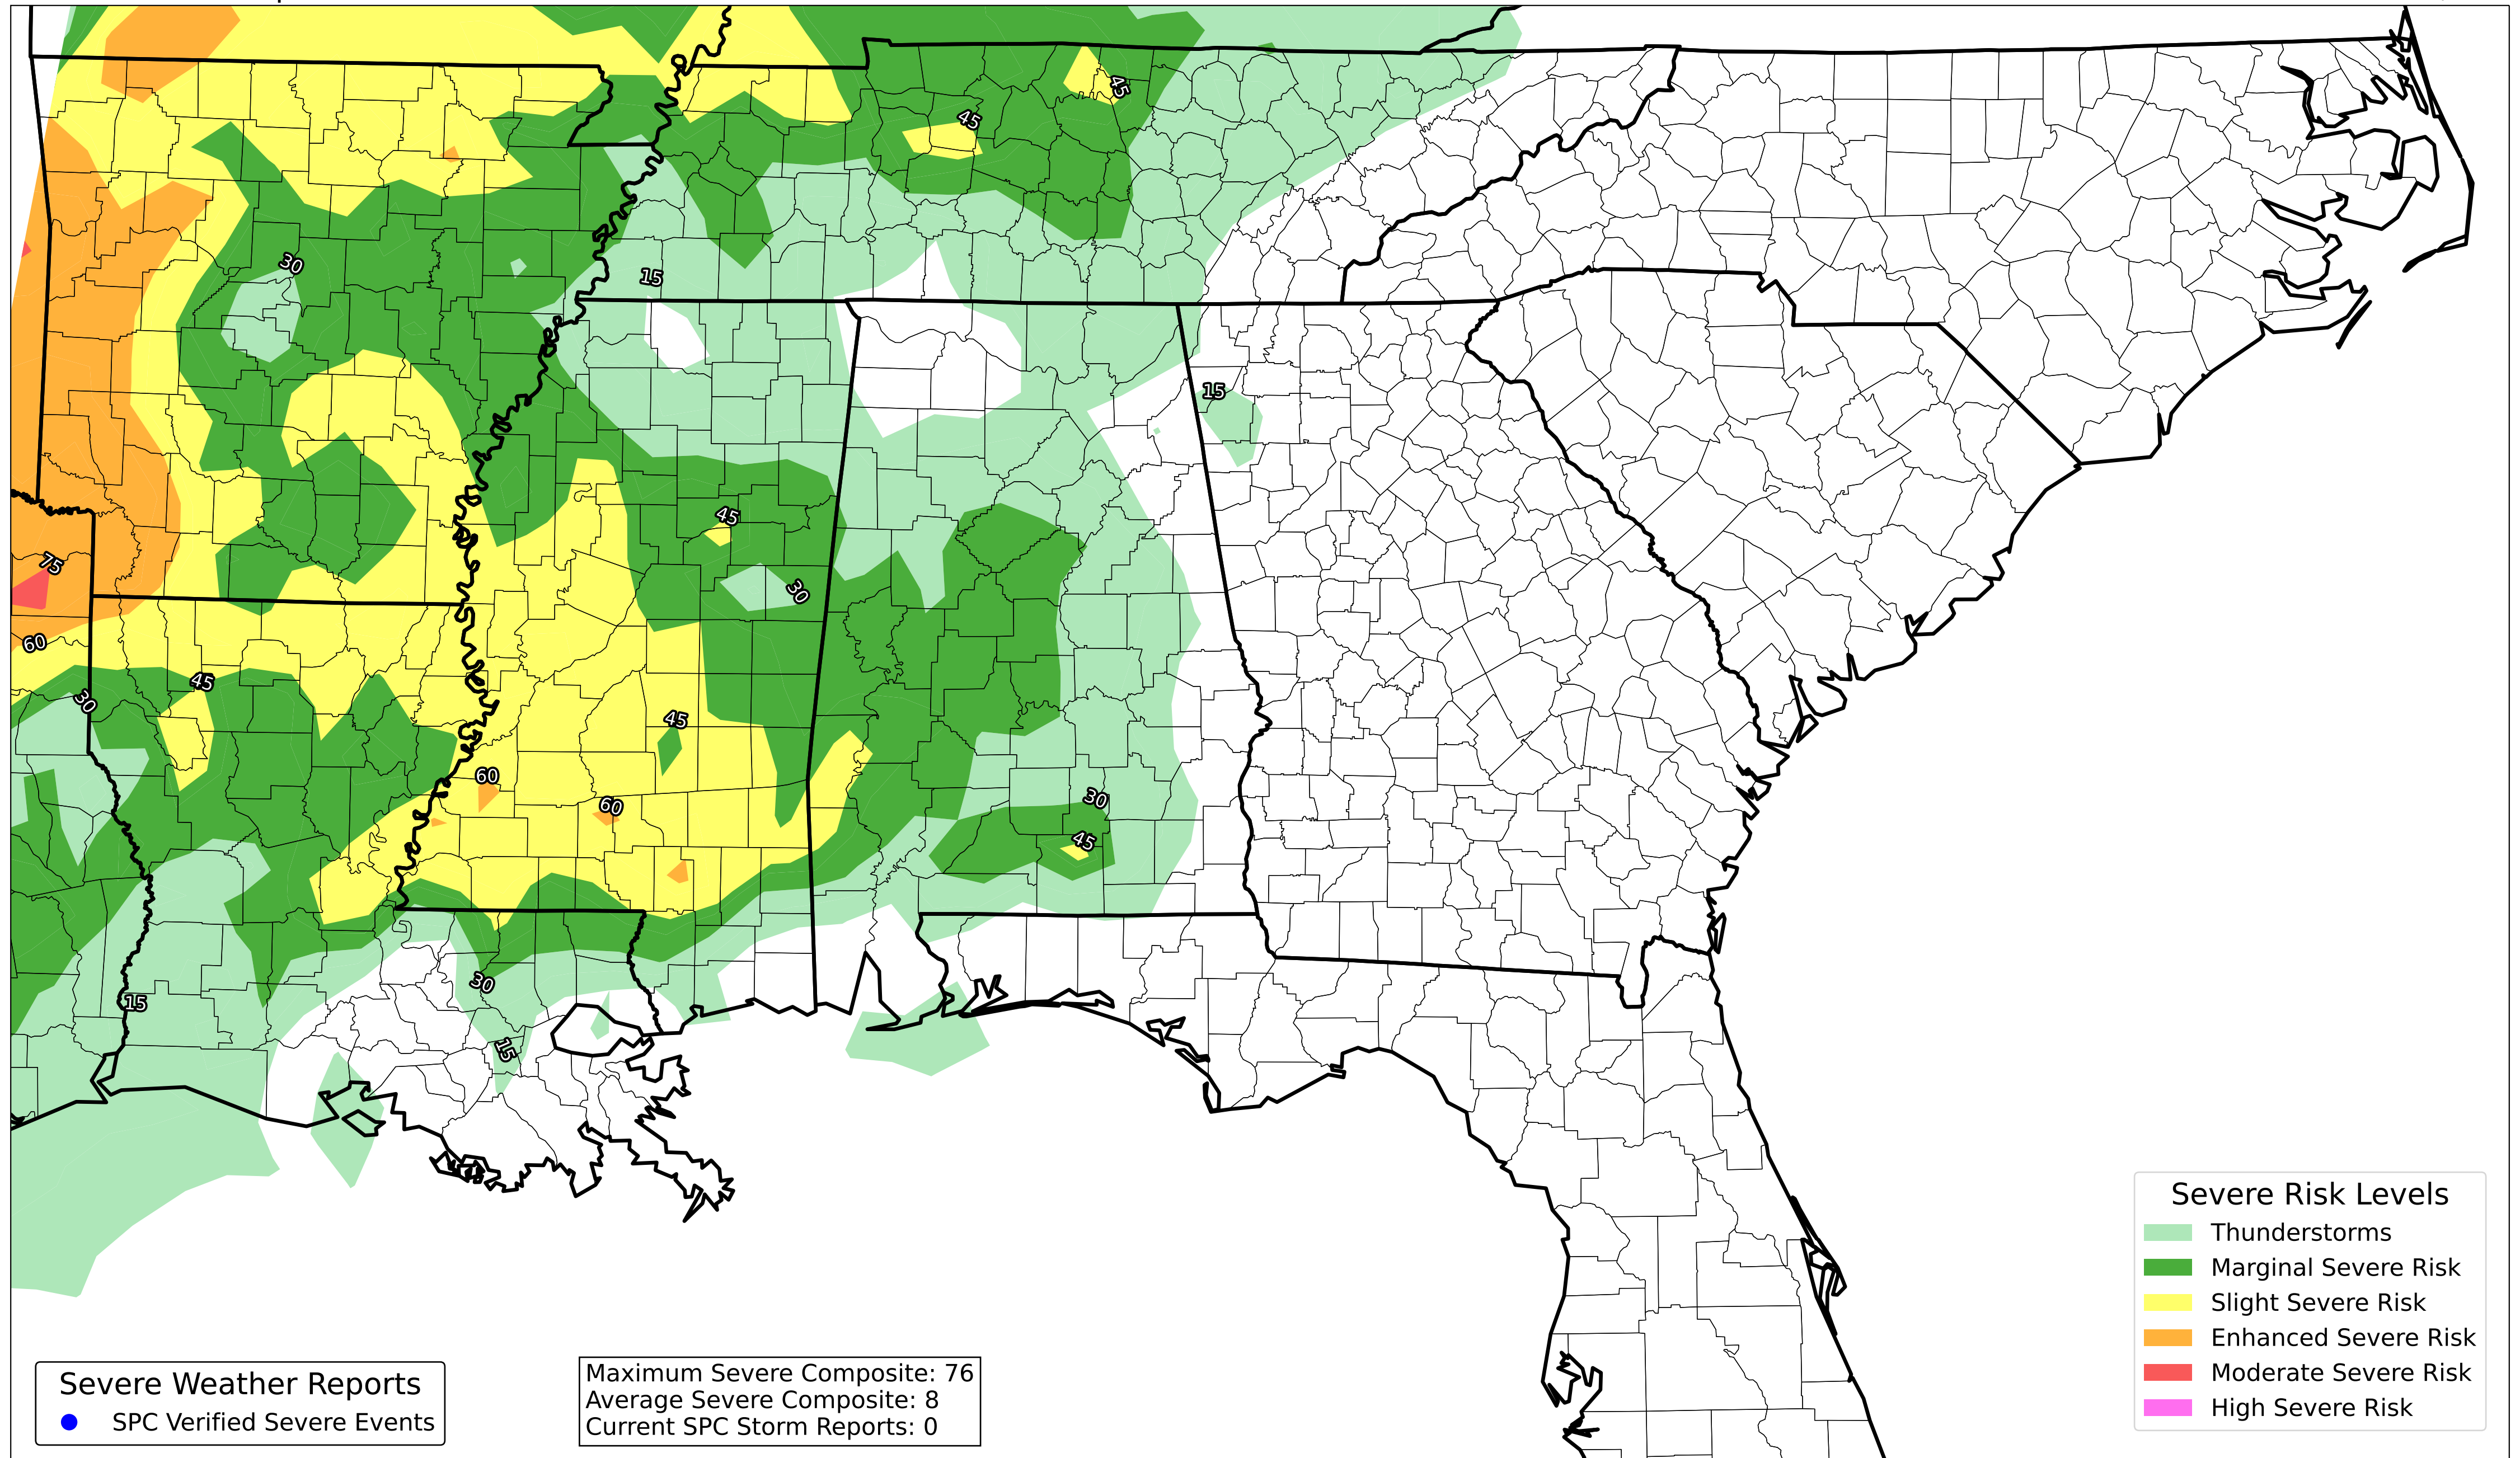 45
45
30
15
15
45
75
30
60
45
30
45
60
60
30
45
30
15
15
Severe Risk Levels
Thunderstorms
Marginal Severe Risk
Slight Severe Risk
Enhanced Severe Risk
Moderate Severe Risk
High Severe Risk
Severe Weather Reports
SPC Verified Severe Events
Maximum Severe Composite: 76
Average Severe Composite: 8
Current SPC Storm Reports: 0